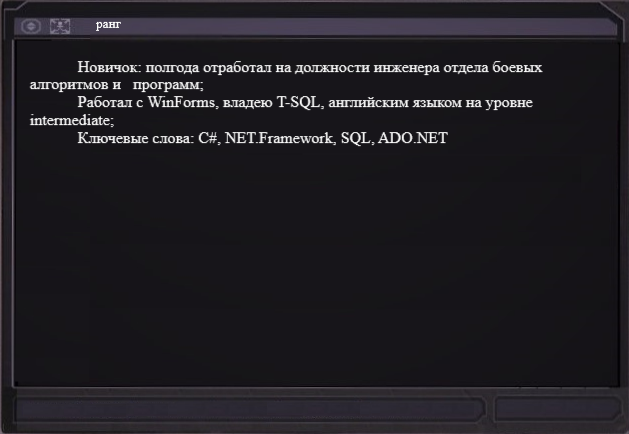 ранг
Новичок: полгода отработал на должности инженера отдела боевых
алгоритмов и программ;
Работал с WinForms, владею T-SQL, английским языком на уровне
intermediate;
Ключевые слова: C#, NET.Framework, SQL, ADO.NET